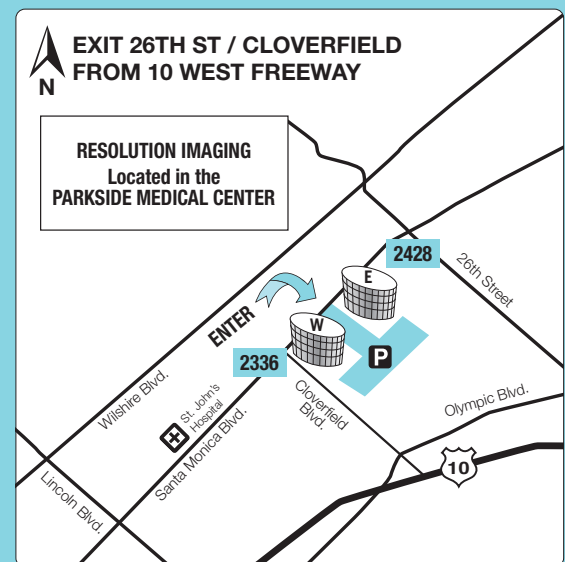 EXIT 26TH ST / CLOVERFIELD
FROM 10 WEST FREEWAY
N
RESOLUTION IMAGING
Located in the
PARKSIDE MEDICAL CENTER
2428
E
26th Street
ENTER
W
P
2336
Wilshire Blvd.
St. John's
Hospital
Cloverfield
Blvd.
Olympic Blvd.
Santa Monica Blvd.
10
Lincoln Blvd.